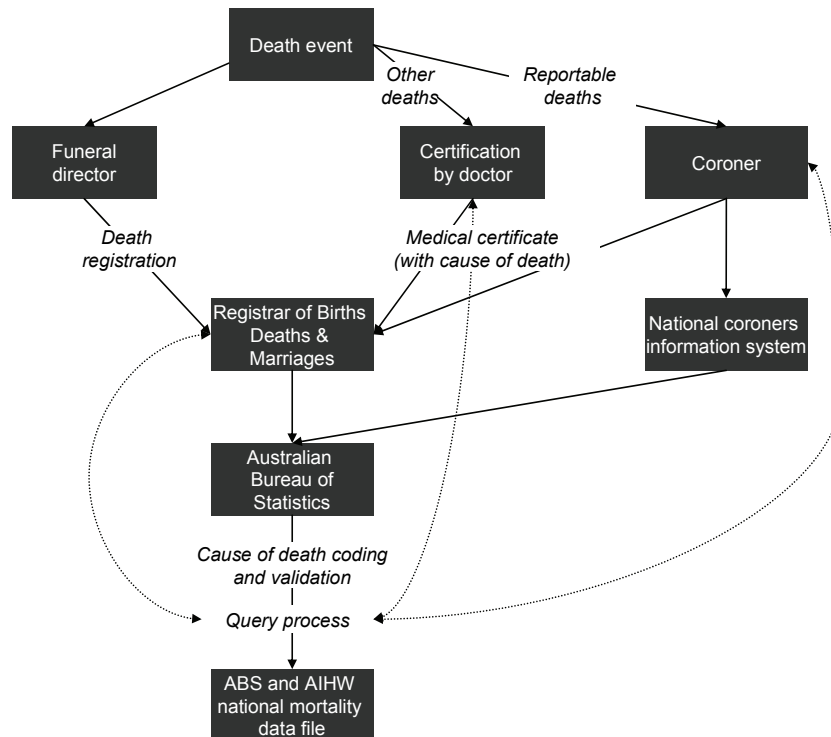 Death event
Other
deaths
Reportable
deaths
Funeral
director
Certification
by doctor
Coroner
Death
registration
Medical certificate
(with cause of death)
Registrar of Births
Deaths &
Marriages
National coroners
information system
Australian
Bureau of
Statistics
Cause of death coding
and validation
Query process
ABS and AIHW
national mortality
data file